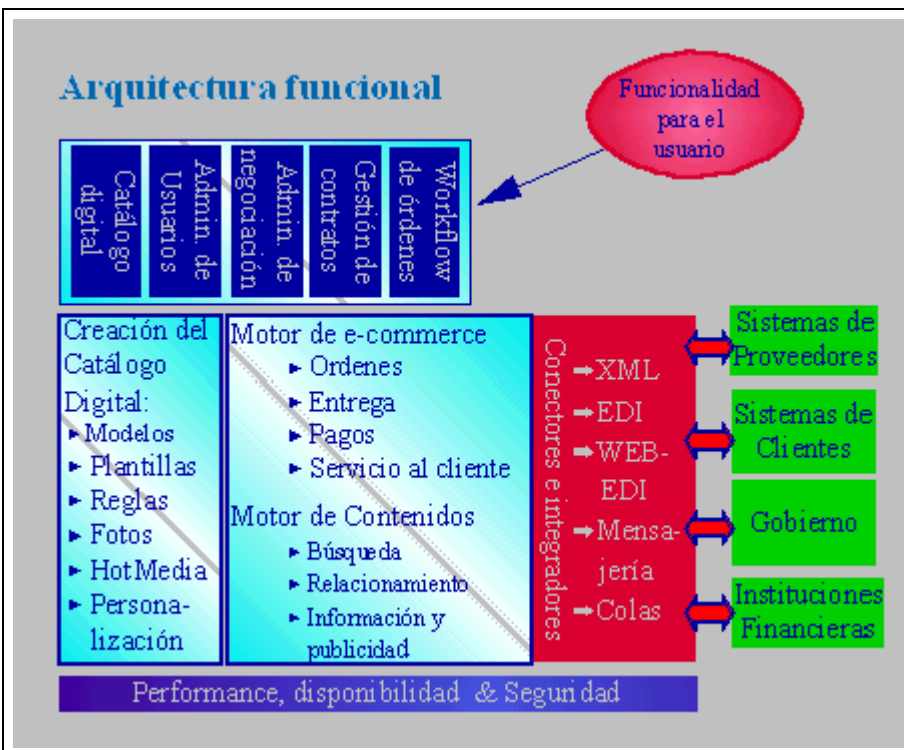 Arquitectura funcional
Funcionalidad
para el
usuario
Catálogo
digital
Admin. de
Usuarios
Admin. de
negociación
Gestión de
contratos
Workflow
de órdenes
Creación del
Catálogo
Digital:
Modelos
Plantillas
Reglas
Fotos
HotMedia
Persona-
lización
Motor de e-commerce
Ordenes
Entrega
Pagos
Servicio al cliente
Motor de Contenidos
Búsqueda
Relacionamiento
Información y
publicidad
Conectores e integradores
XML
EDI
WEB-
EDI
Mensa-
jería
Colas
Sistemas de
Proveedores
Sistemas de
Clientes
Gobierno
Instituciones
Financieras
Performance, disponibilidad & Seguridad